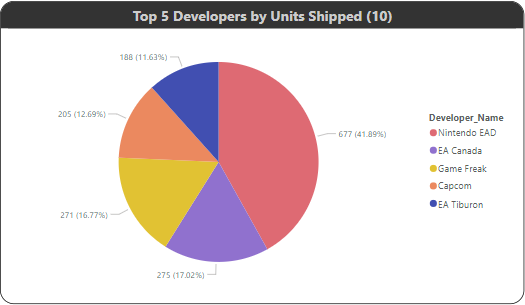 Top 5 Developers by Units Shipped (10)
188 (11.63%)
205 (12.69%)
677 (41.89%)
271 (16.77%)
275 (17.02%)
Developer_Name
Nintendo EAD
EA Canada
Game Freak
Capcom
EA Tiburon